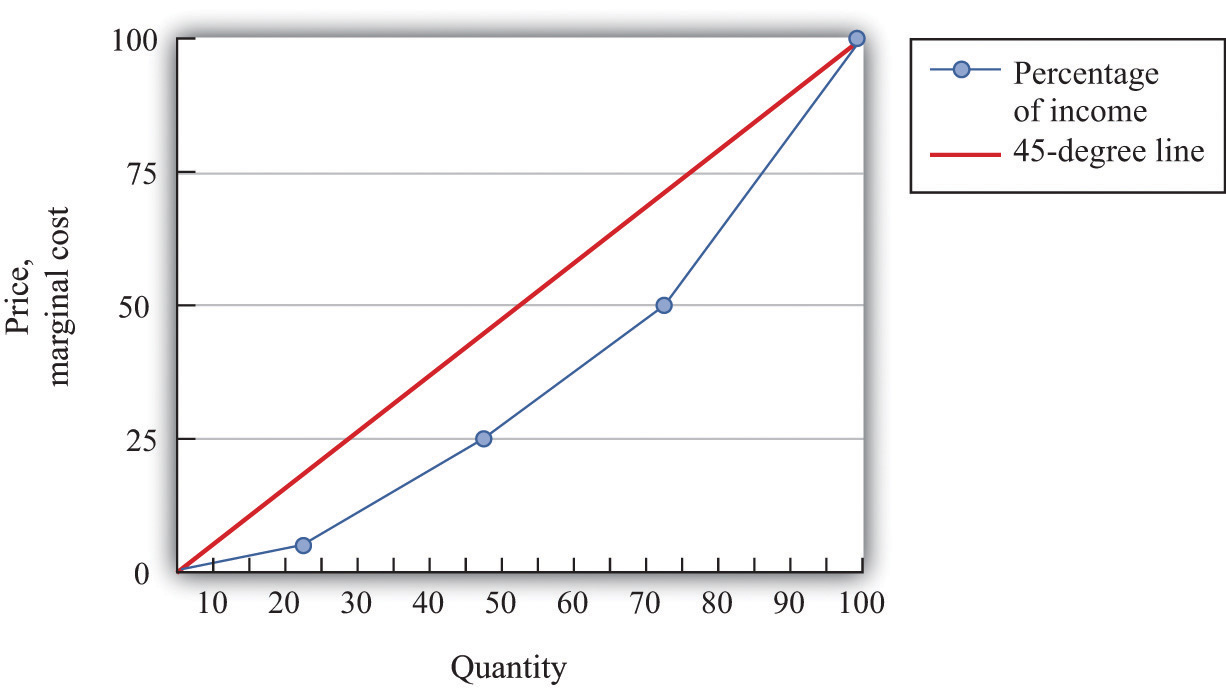 100
75
50
25
0
Price,
marginal cost
10 20 30 40 50 60 70 80 90 100
Quantity
Percentage
of income
45-degree line